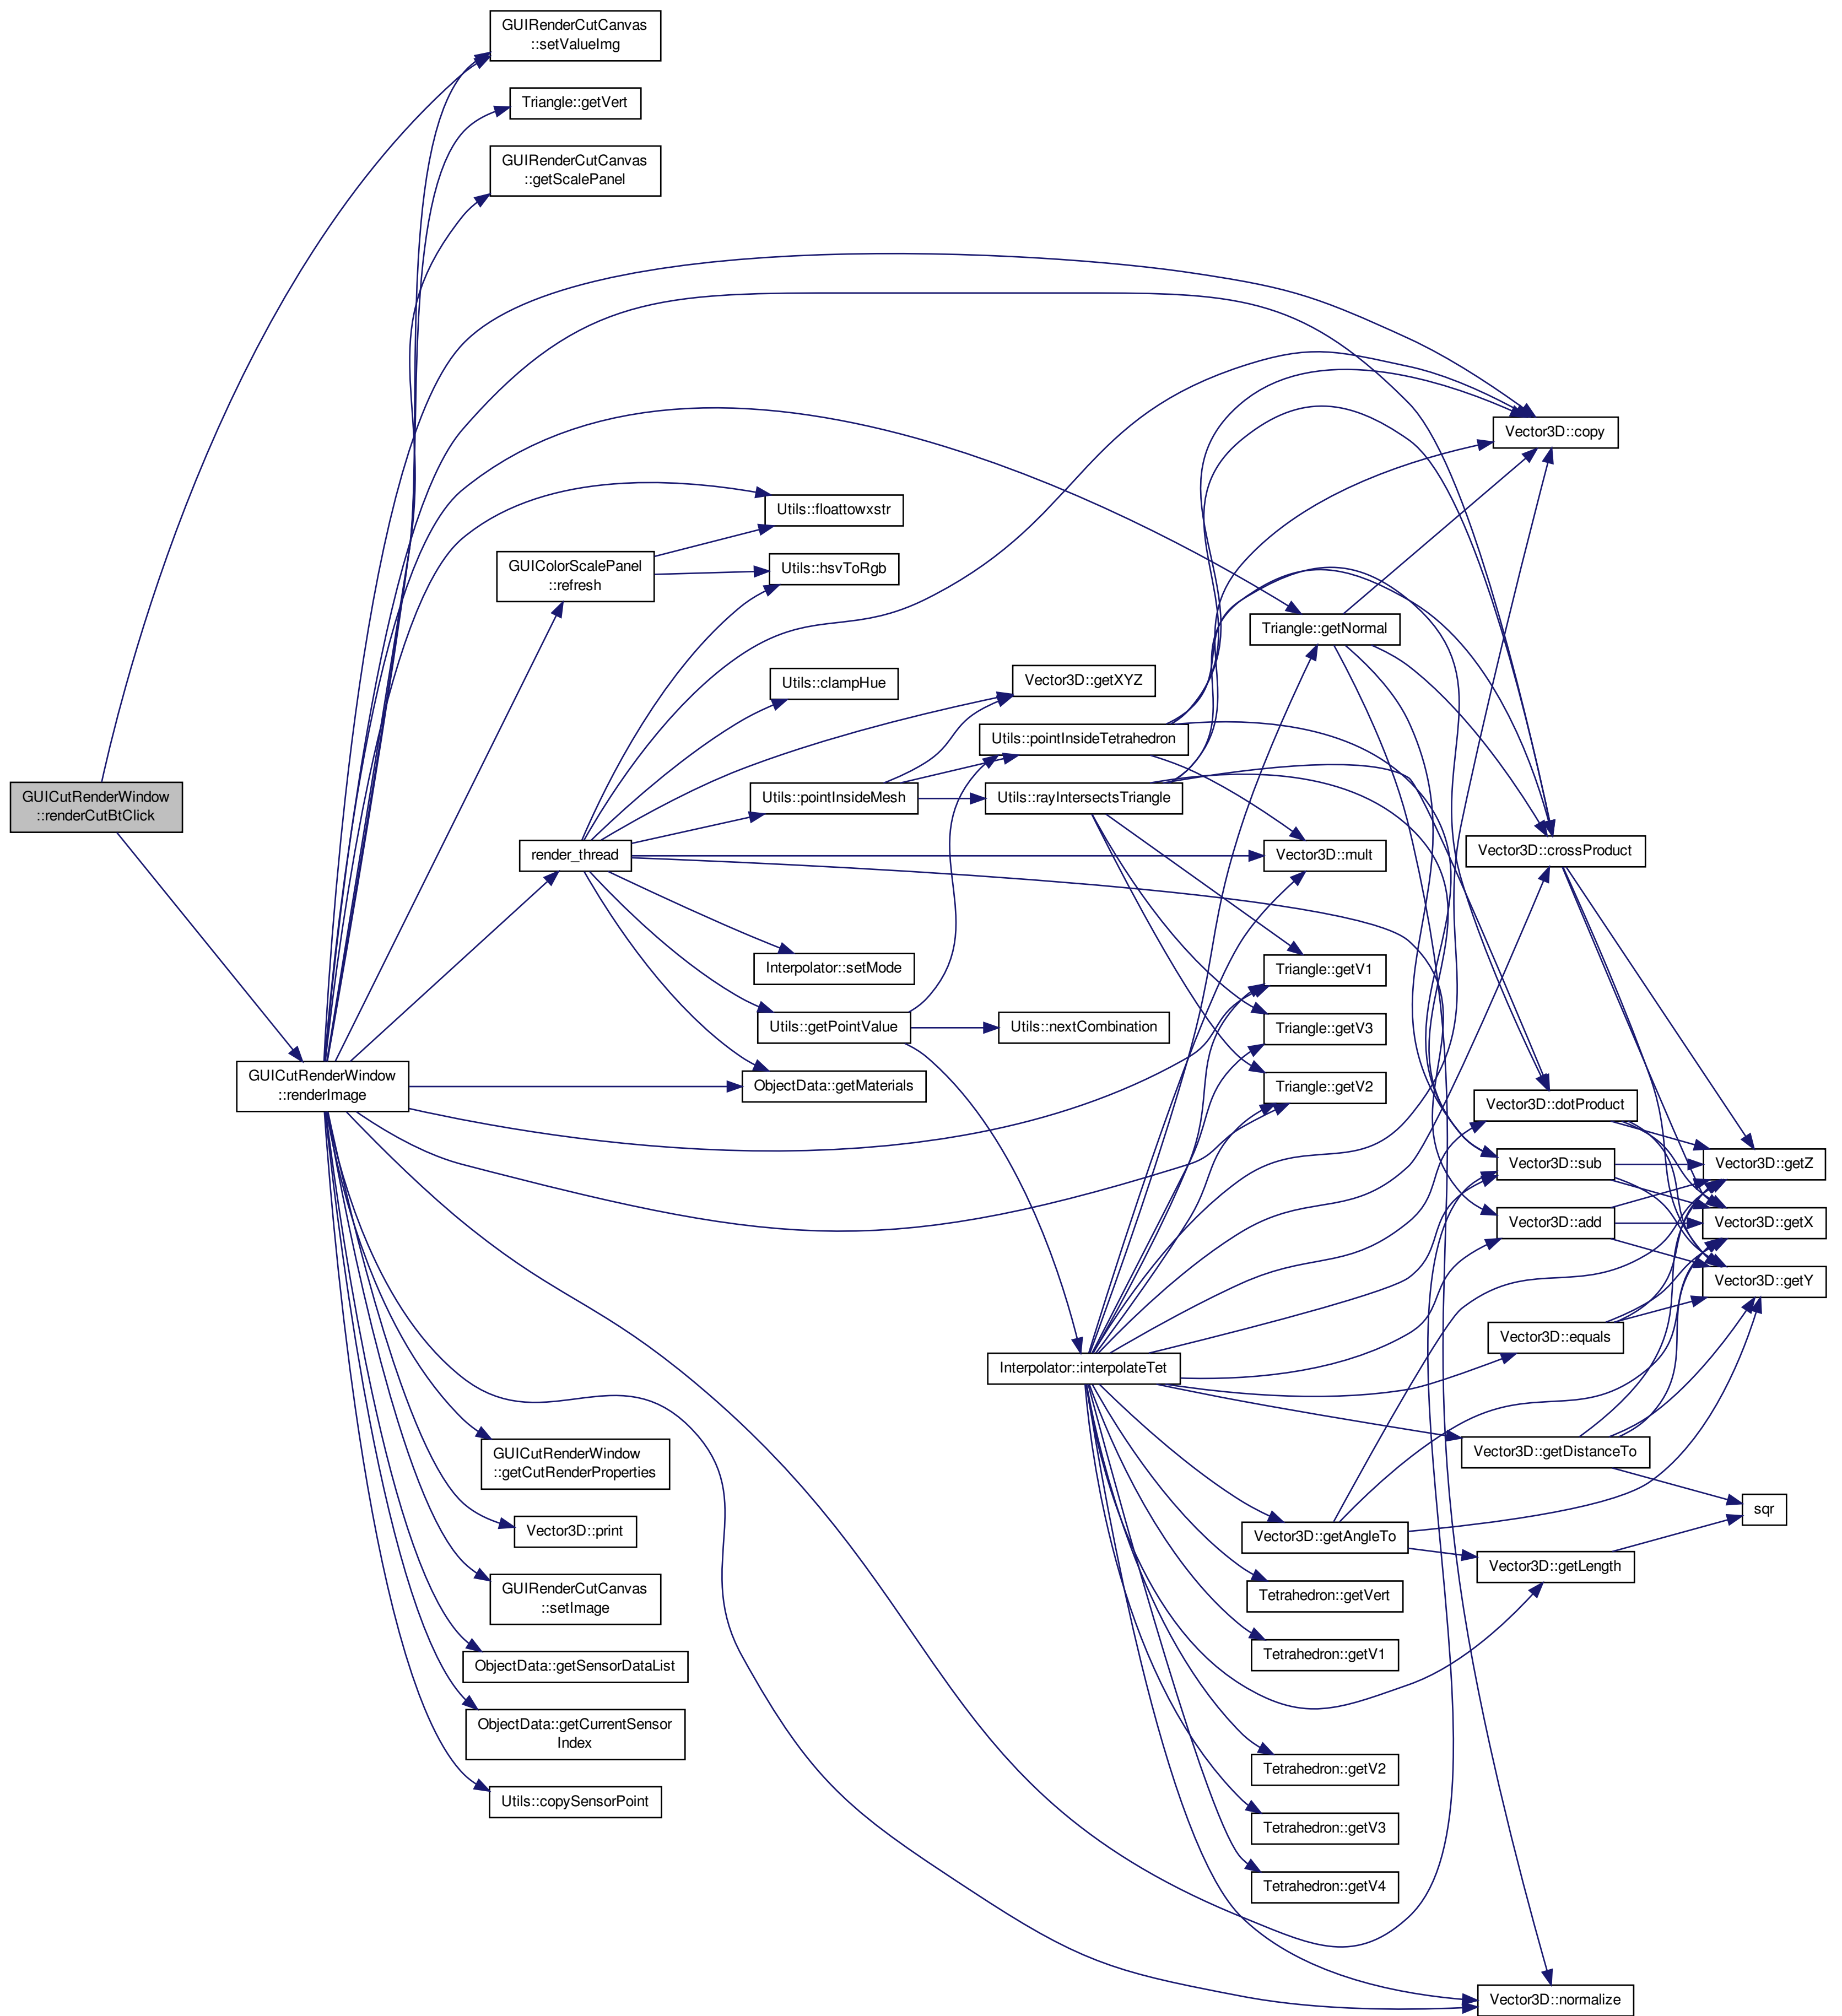 GUIRenderCutCanvas
::setValueImg
Triangle::getVert
GUIRenderCutCanvas
::getScalePanel
Vector3D::copy
Utils::floattowxstr
GUIColorScalePanel
::refresh
Utils::hsvToRgb
Triangle::getNormal
Utils::clampHue
Vector3D::getXYZ
Utils::pointInsideTetrahedron
GUICutRenderWindow
::renderCutBtClick
Utils::pointInsideMesh
Utils::rayIntersectsTriangle
render_thread
Vector3D::mult
Vector3D::crossProduct
Interpolator::setMode
Triangle::getV1
Utils::getPointValue
Utils::nextCombination
Triangle::getV3
GUICutRenderWindow
::renderImage
ObjectData::getMaterials
Triangle::getV2
Vector3D::dotProduct
Vector3D::sub
Vector3D::getZ
Vector3D::add
Vector3D::getX
Vector3D::getY
Vector3D::equals
Interpolator::interpolateTet
GUICutRenderWindow
::getCutRenderProperties
Vector3D::getDistanceTo
sqr
Vector3D::print
Vector3D::getAngleTo
Vector3D::getLength
GUIRenderCutCanvas
::setImage
Tetrahedron::getVert
ObjectData::getSensorDataList
Tetrahedron::getV1
ObjectData::getCurrentSensor
Index
Tetrahedron::getV2
Utils::copySensorPoint
Tetrahedron::getV3
Tetrahedron::getV4
Vector3D::normalize